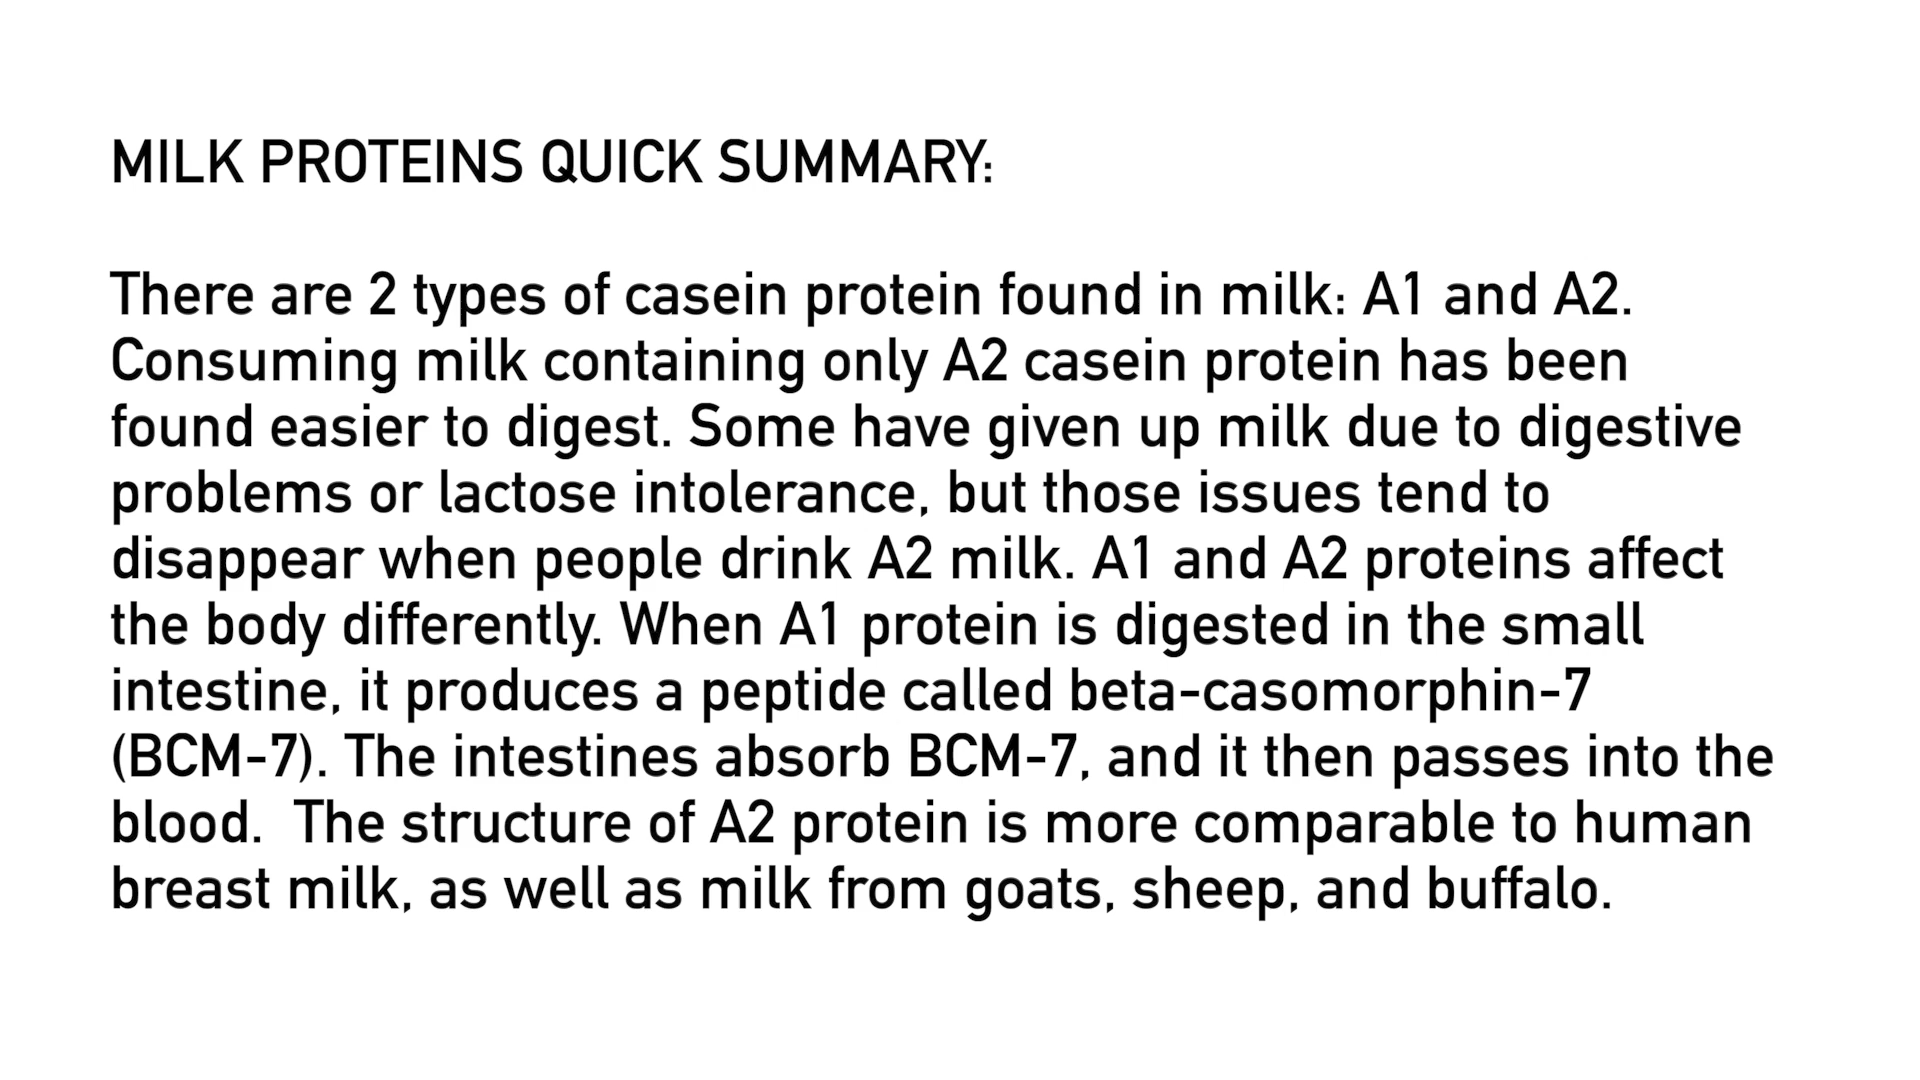 MILK PROTEINS QUICK SUMMARY:
There are 2 types of casein protein found in milk: A1 and A2.
Consuming milk containing only A2 casein protein has been
found easier to digest. Some have given up milk due to digestive
problems or lactose intolerance, but those issues tend to
disappear when people drink A2 milk. A1 and A2 proteins affect
the body differently. When A1 protein is digested in the small
intestine, it produces a peptide called beta-casomorphin-7
(BCM-7). The intestines absorb BCM-7, and it then passes into the
blood.  The structure of A2 protein is more comparable to human
breast milk, as well as milk from goats, sheep, and buffalo.